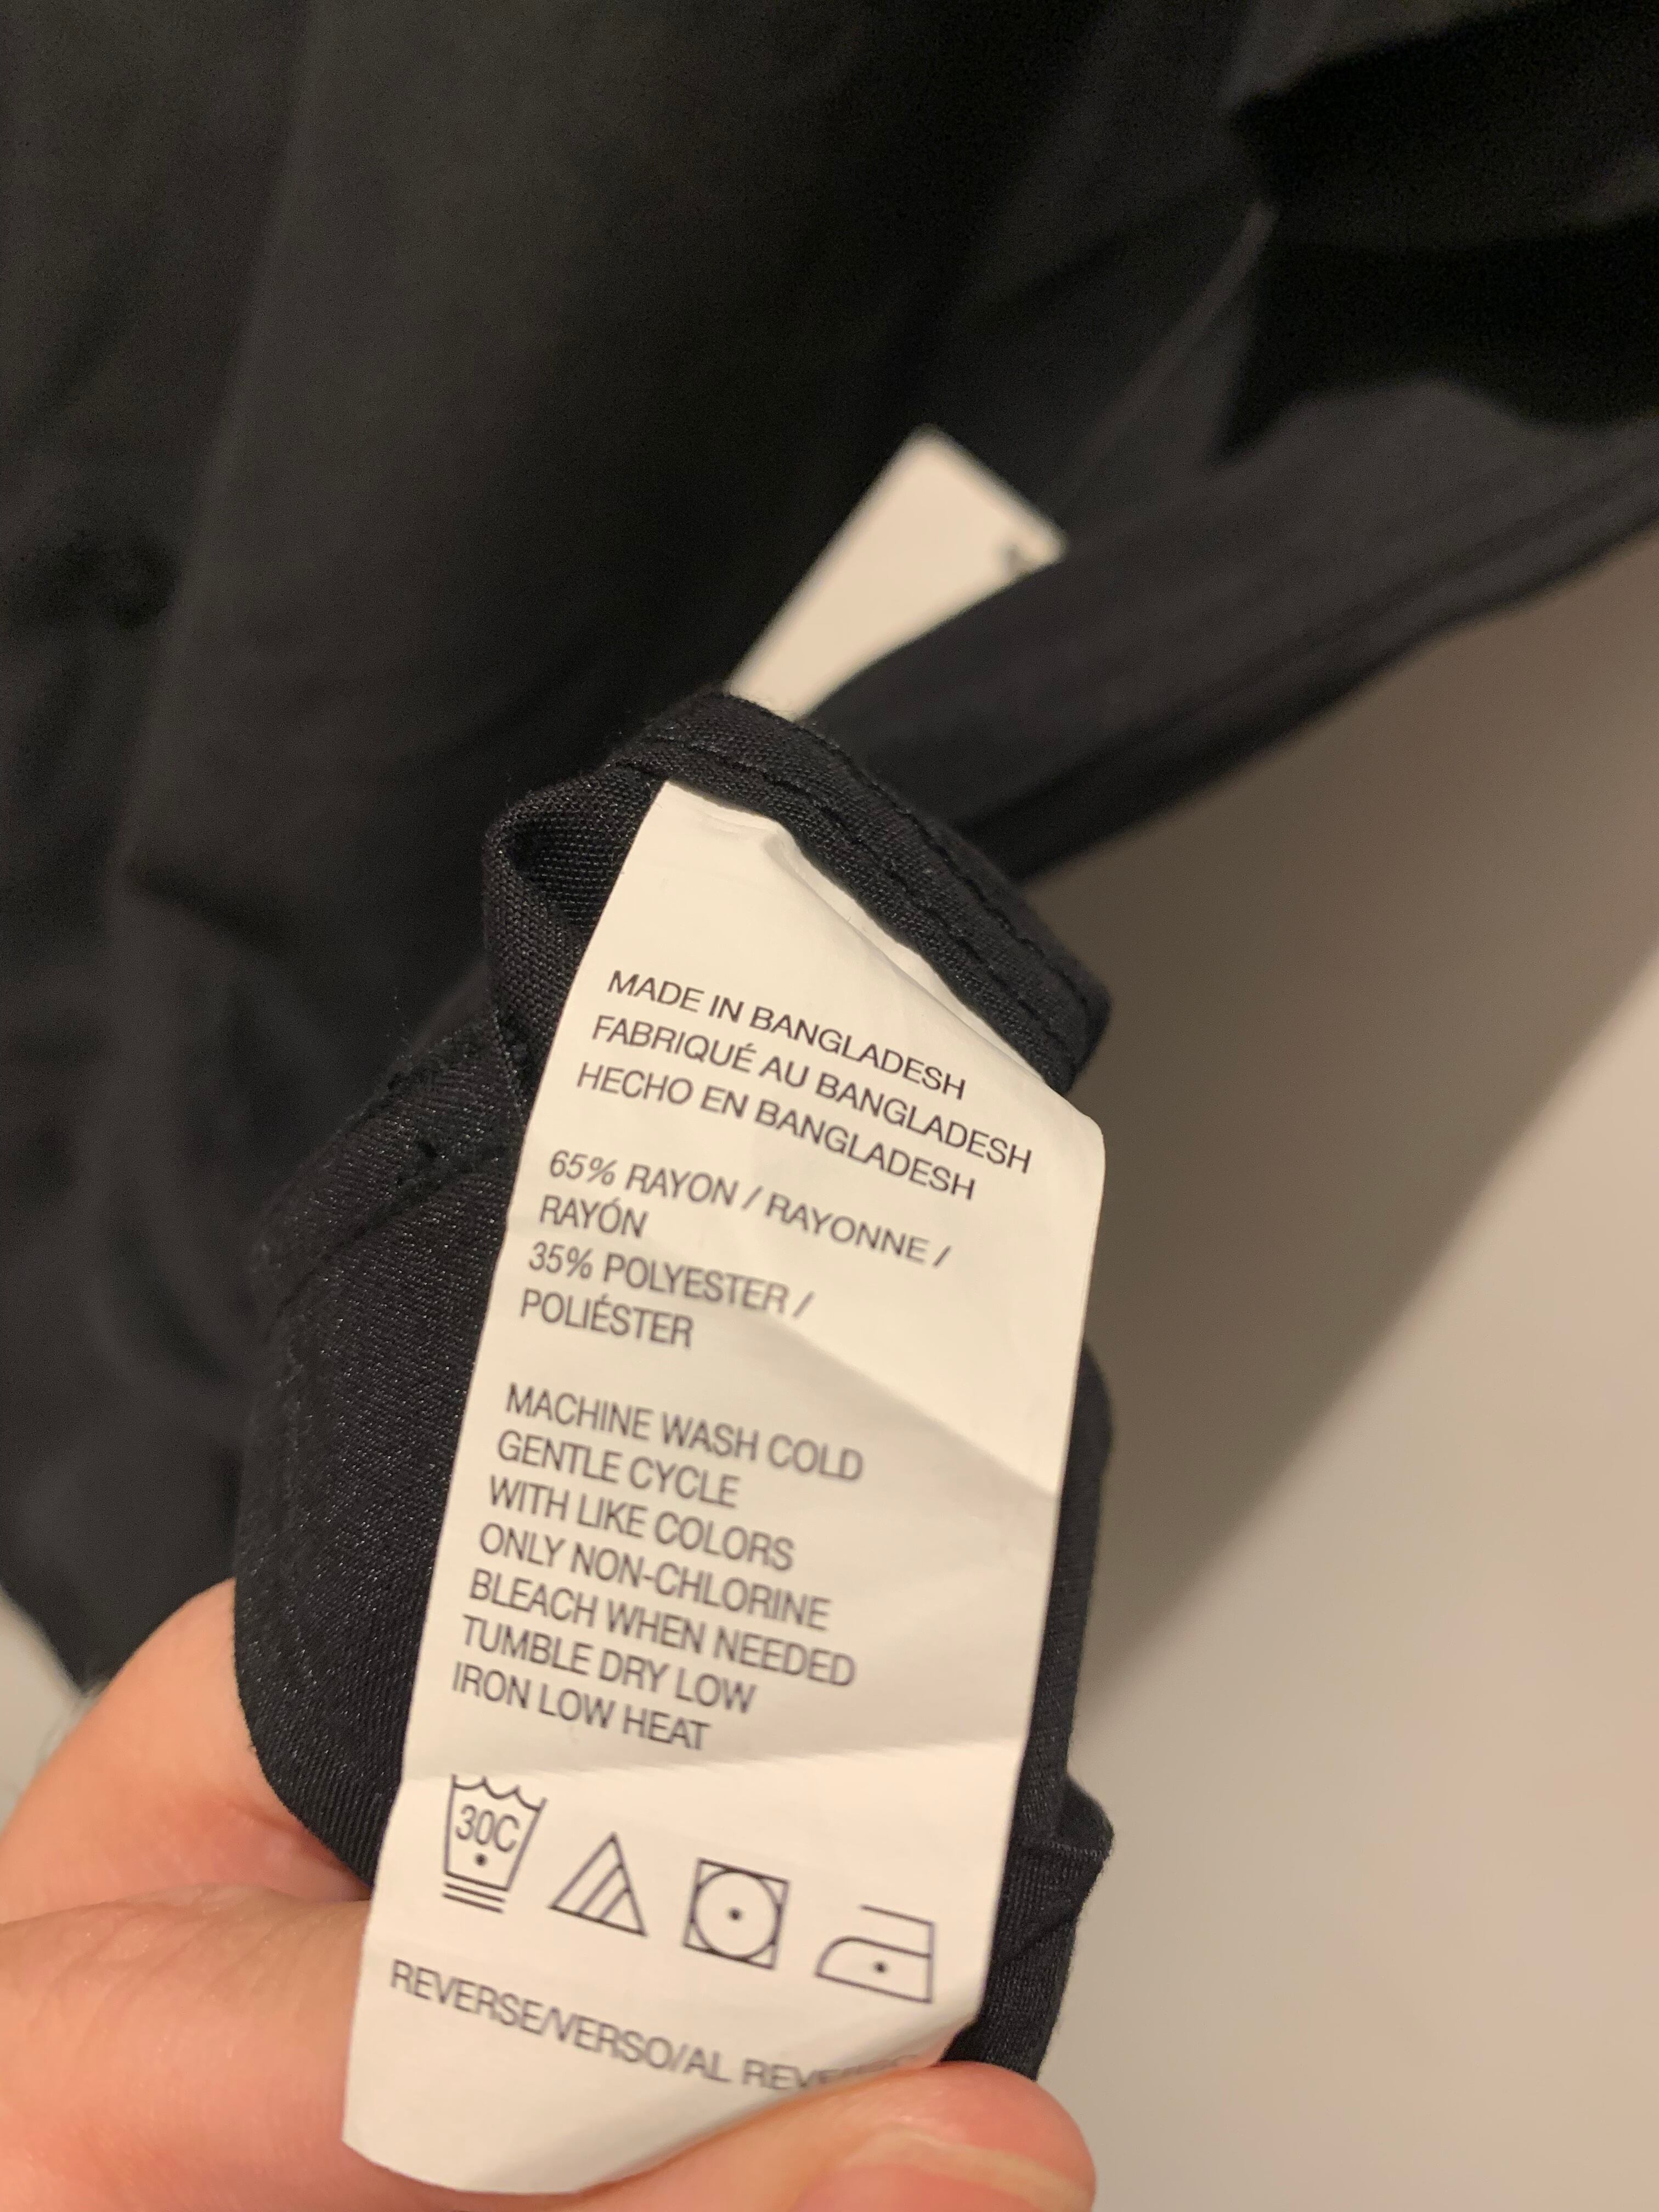 MADE IN BANGLADESH
FABRIQUÉ AU BANGLADESH
HECHO EN BANGLADESH
65% RAYON / RAYONNE /
RAYÓN
35% POLYESTER /
POLIÉSTER
MACHINE WASH COLD
GENTLE CYCLE
WITH LIKE COLORS
ONLY NON-CHLORINE
BLEACH WHEN NEEDED
TUMBLE DRY LOW
IRON LOW HEAT
30C
REVERSE/VERSO/AL